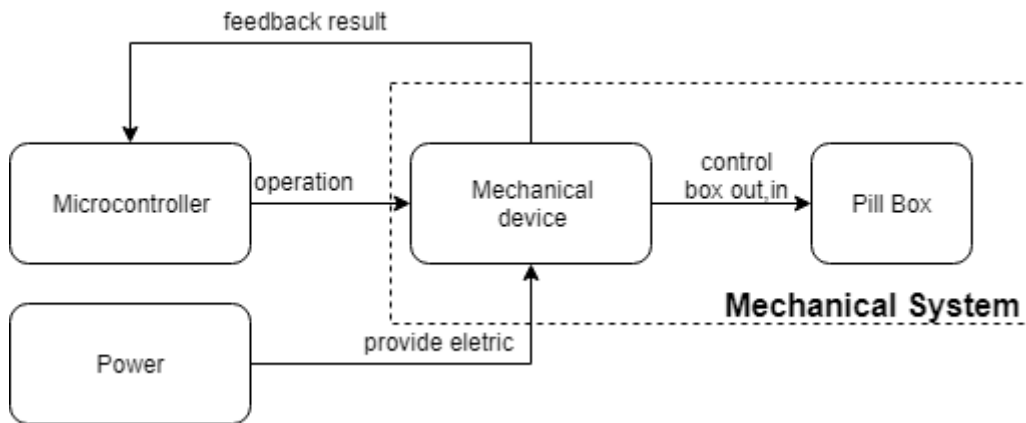 feedback result
Microcontroller
operation
Mechanical
device
control
box out,in
Pill Box
Mechanical System
Power
provide eletric